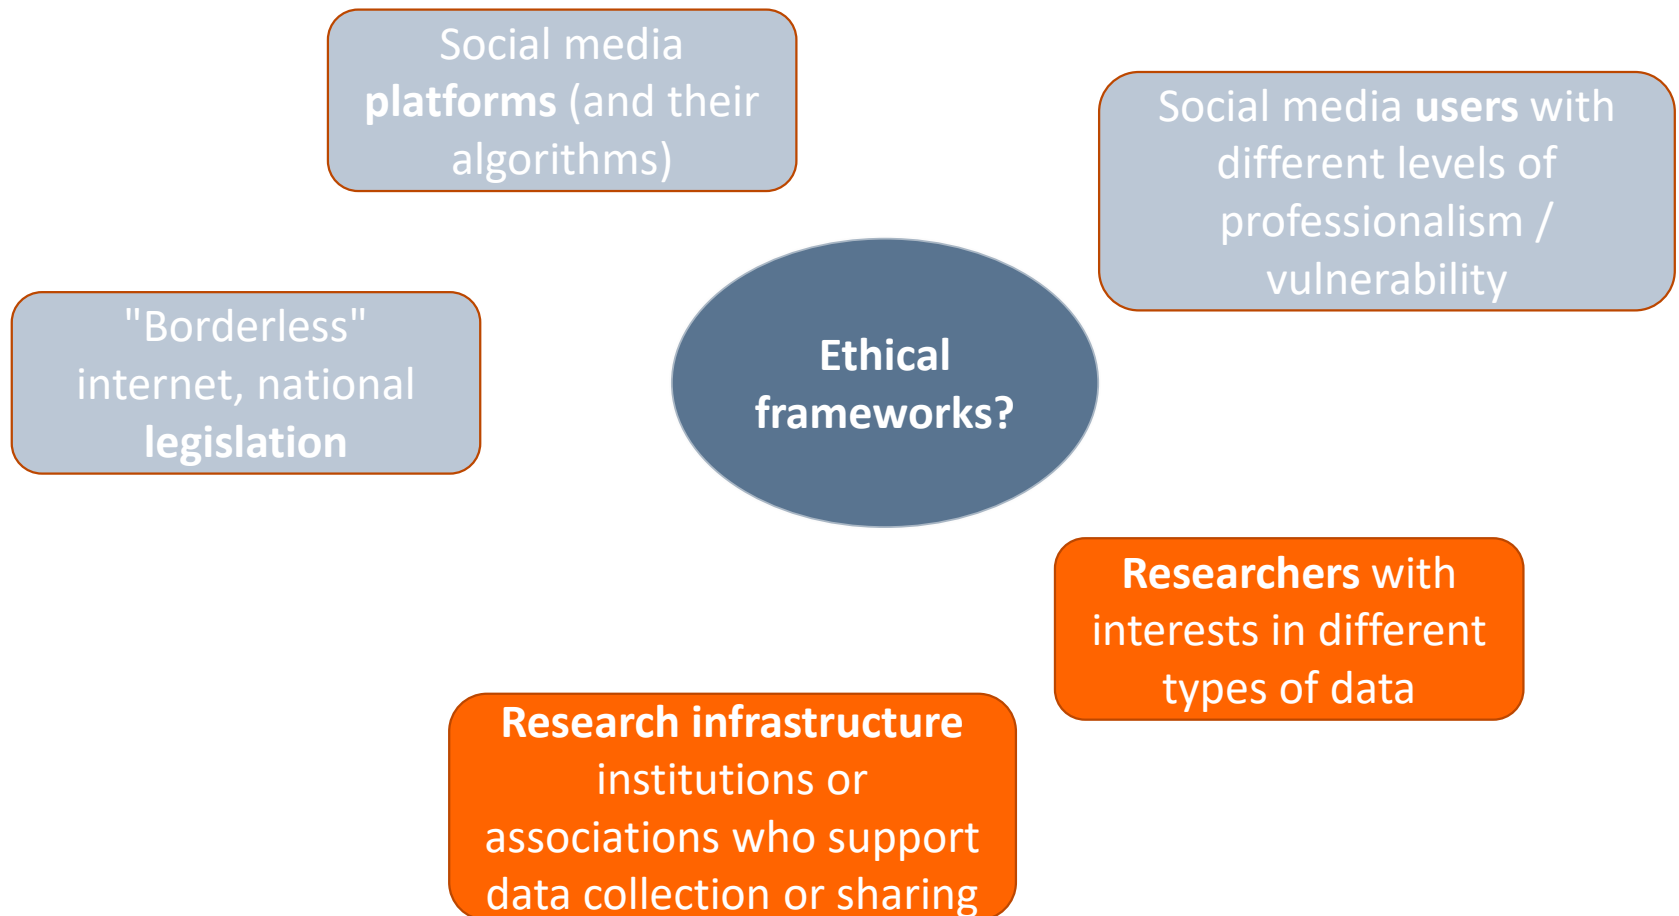 Social media
platforms (and their
algorithms)
Social media users with
different levels of
professionalism /
vulnerability
"Borderless"
internet, national
legislation
Ethical
frameworks?
Researchers with
interests in different
types of data
Research infrastructure
institutions or
associations who support
data collection or sharing